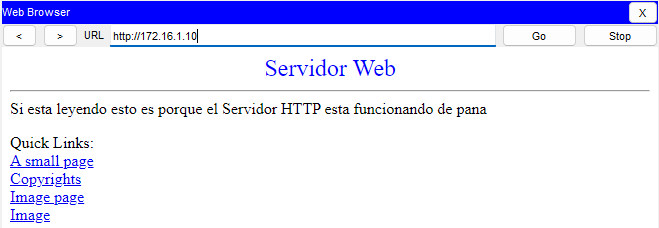 Web Browser X
< > URL http://172.16.1.10 Go Stop
Servidor Web
Si esta leyendo esto es porque el Servidor HTTP esta funcionando de pana
Quick Links:
A small page
Copyrights
Image page
Image